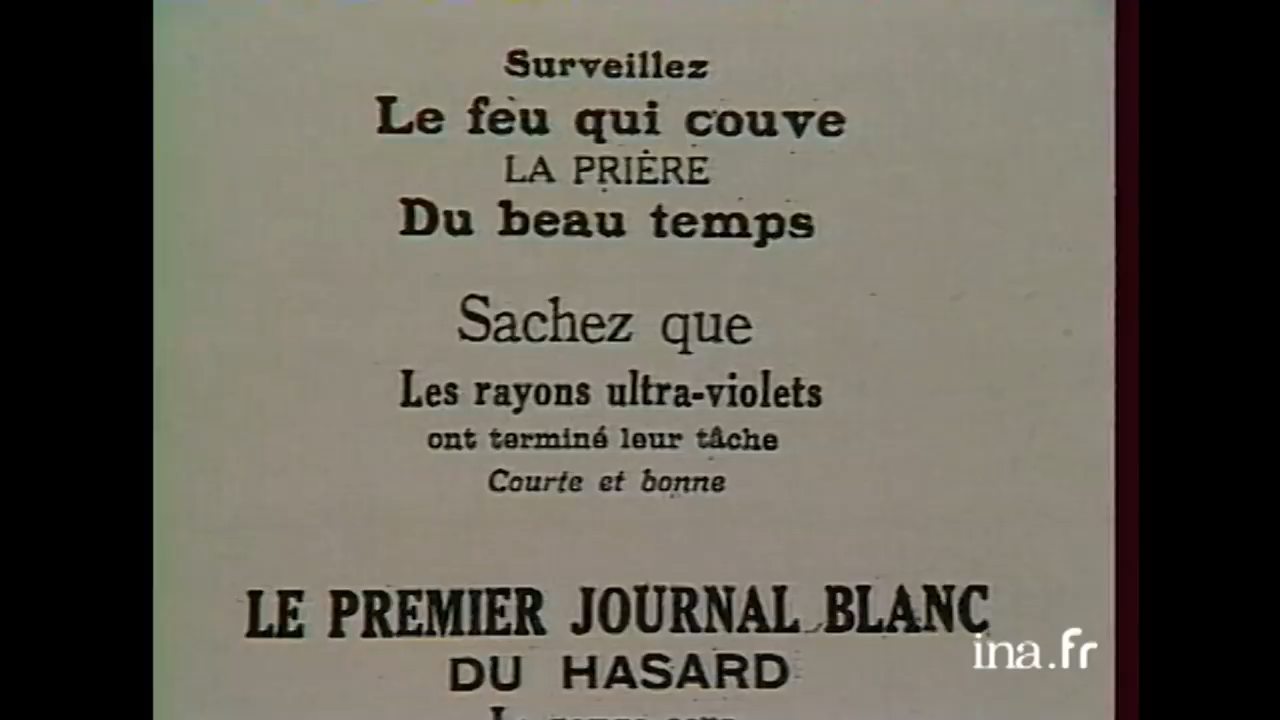 Surveillez
Le feu qui couve
LA PRIÈRE
Du beau temps
Sachez que
Les rayons ultra-violets
ont terminé leur tâche
Courte et bonne
LE PREMIER JOURNAL BLANC
DU HASARD
ina.fr